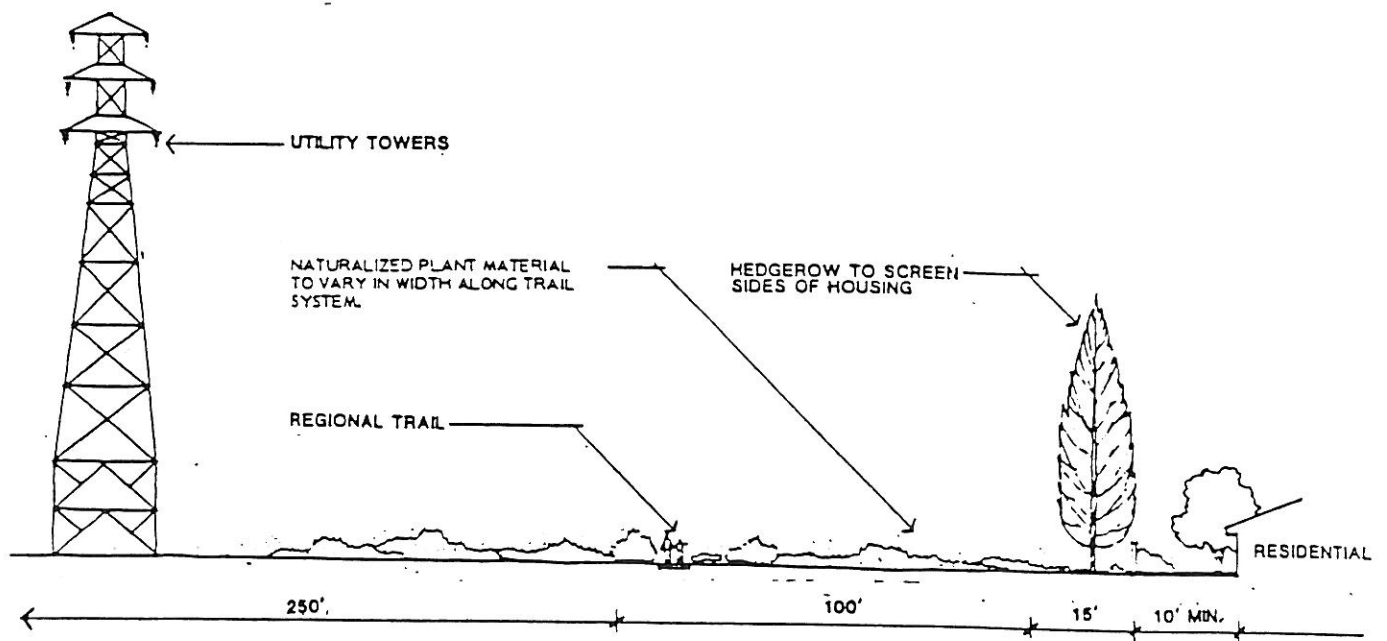 UTILITY TOWERS
NATURALIZED PLANT MATERIAL
TO VARY IN WIDTH ALONG TRAIL
SYSTEM.
HEDGEROW TO SCREEN
SIDES OF HOUSING
REGIONAL TRAIL
RESIDENTIAL
250'
100'
15'
10' MIN.